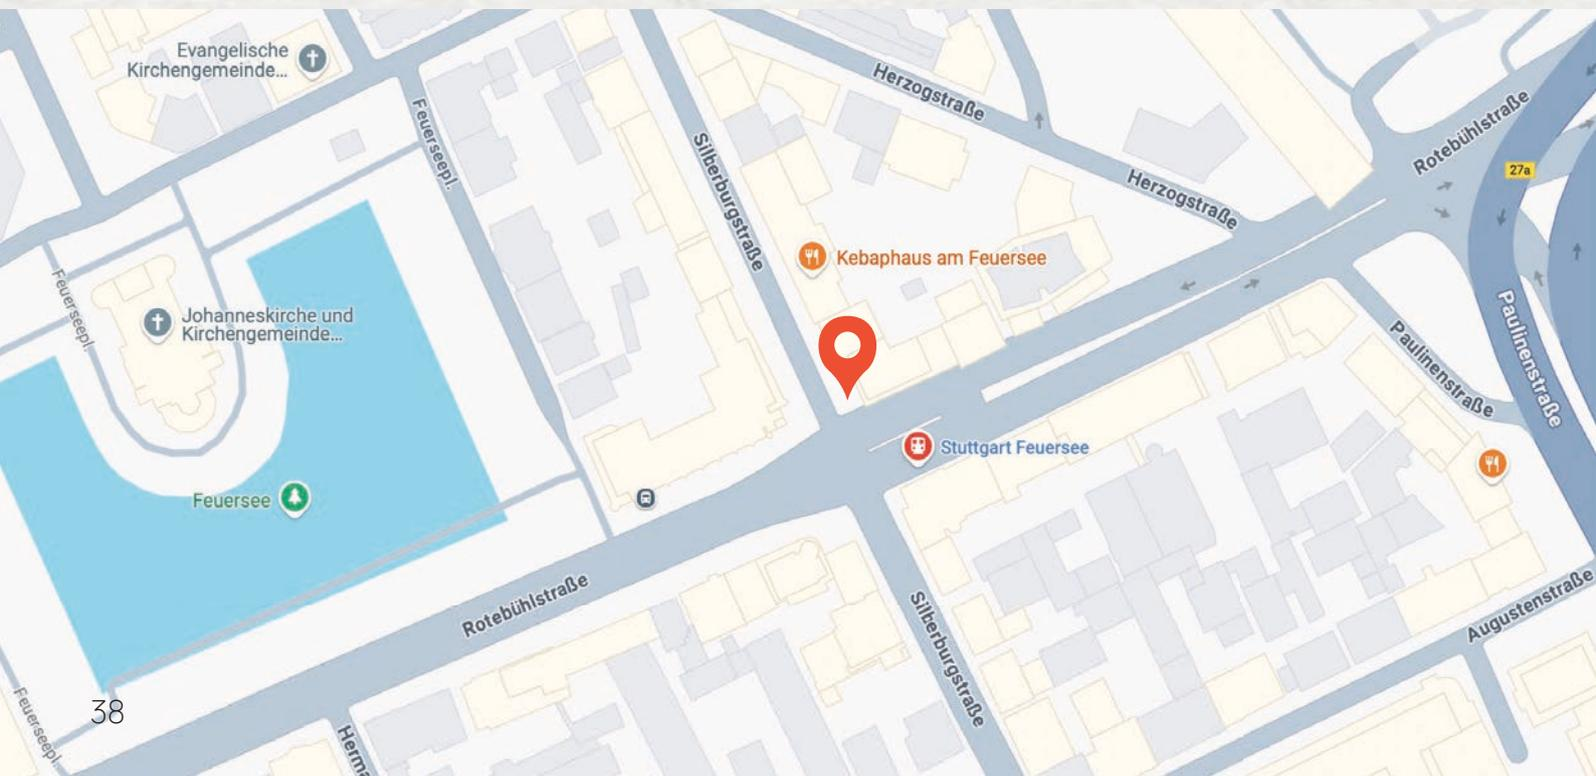 Evangelische
Kirchengemeinde...
Feuerseepl.
Herzogstraße
Rotebühlstraße
Silberburgstraße
27a
Herzogstraße
Kebaphaus am Feuersee
Feuerseepl.
Johanneskirche und
Kirchengemeinde...
Paulinenstraße
Paulinenstraße
Stuttgart Feuersee
Feuersee
Rotebühlstraße
Silberburgstraße
Augustenstraße
Feuerseepl.
38
Herma